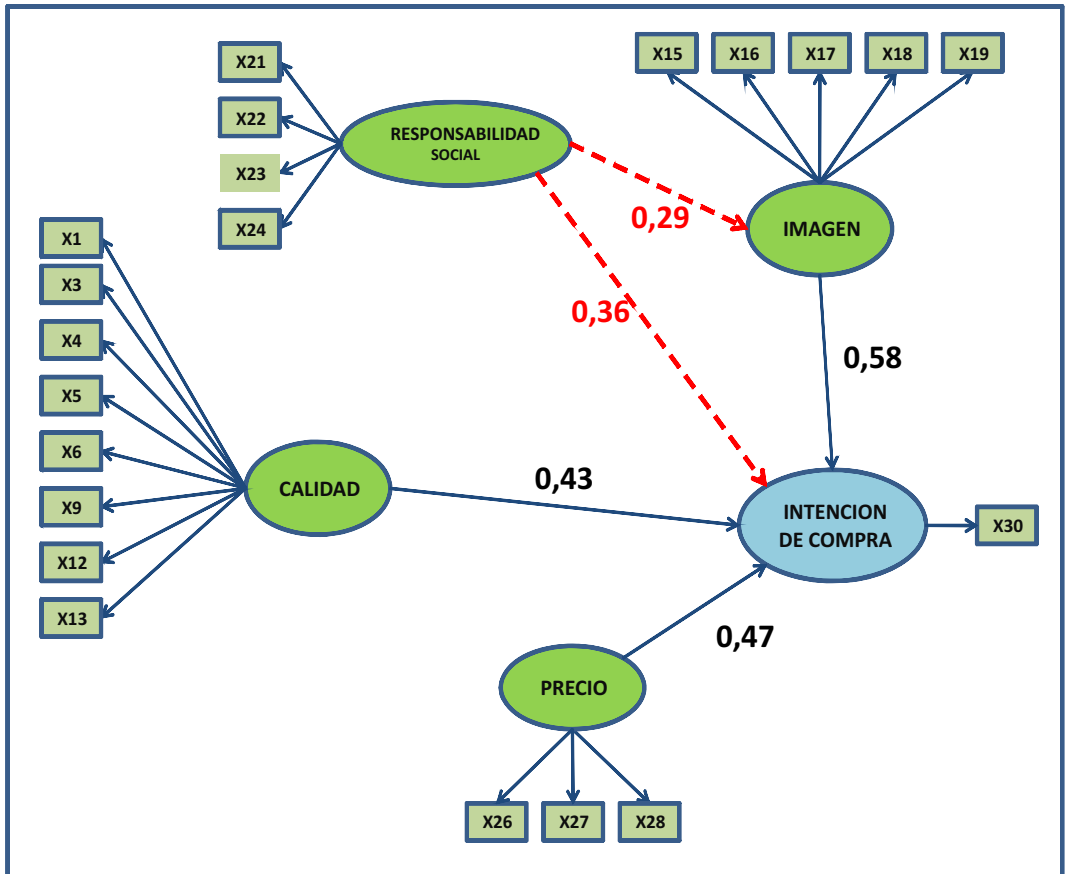 X15 X16 X17 X18 X19
X21
X22
X23
X24
RESPONSABILIDAD
SOCIAL
0,29
IMAGEN
0,36
0,58
X1
X3
X4
X5
X6
X9
X12
X13
CALIDAD
0,43
INTENCION
DE COMPRA
X30
0,47
PRECIO
X26 X27 X28